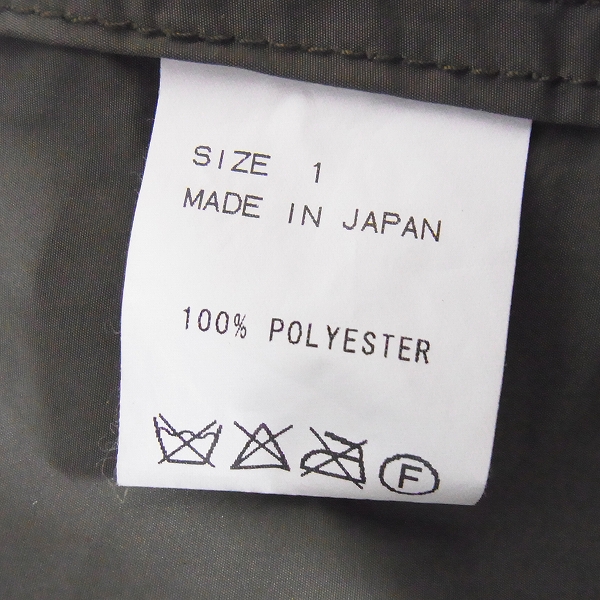 SIZE 1
MADE IN JAPAN
100% POLYESTER
F